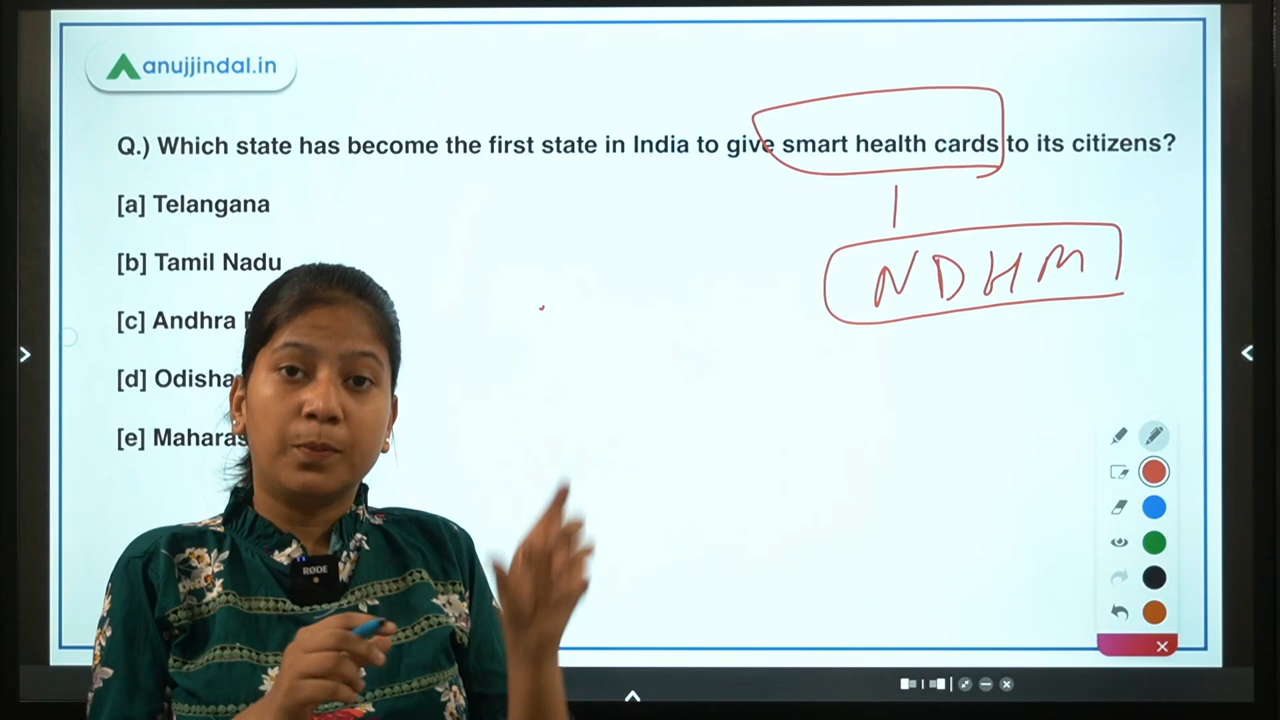 anujjindal.in
Q.) Which state has become the first state in India to give smart health cards to its citizens?
[a] Telangana
NDHM
[b] Tamil Nadu
[c] Andhra
[d] Odisha
[e] Maharas
RØDE